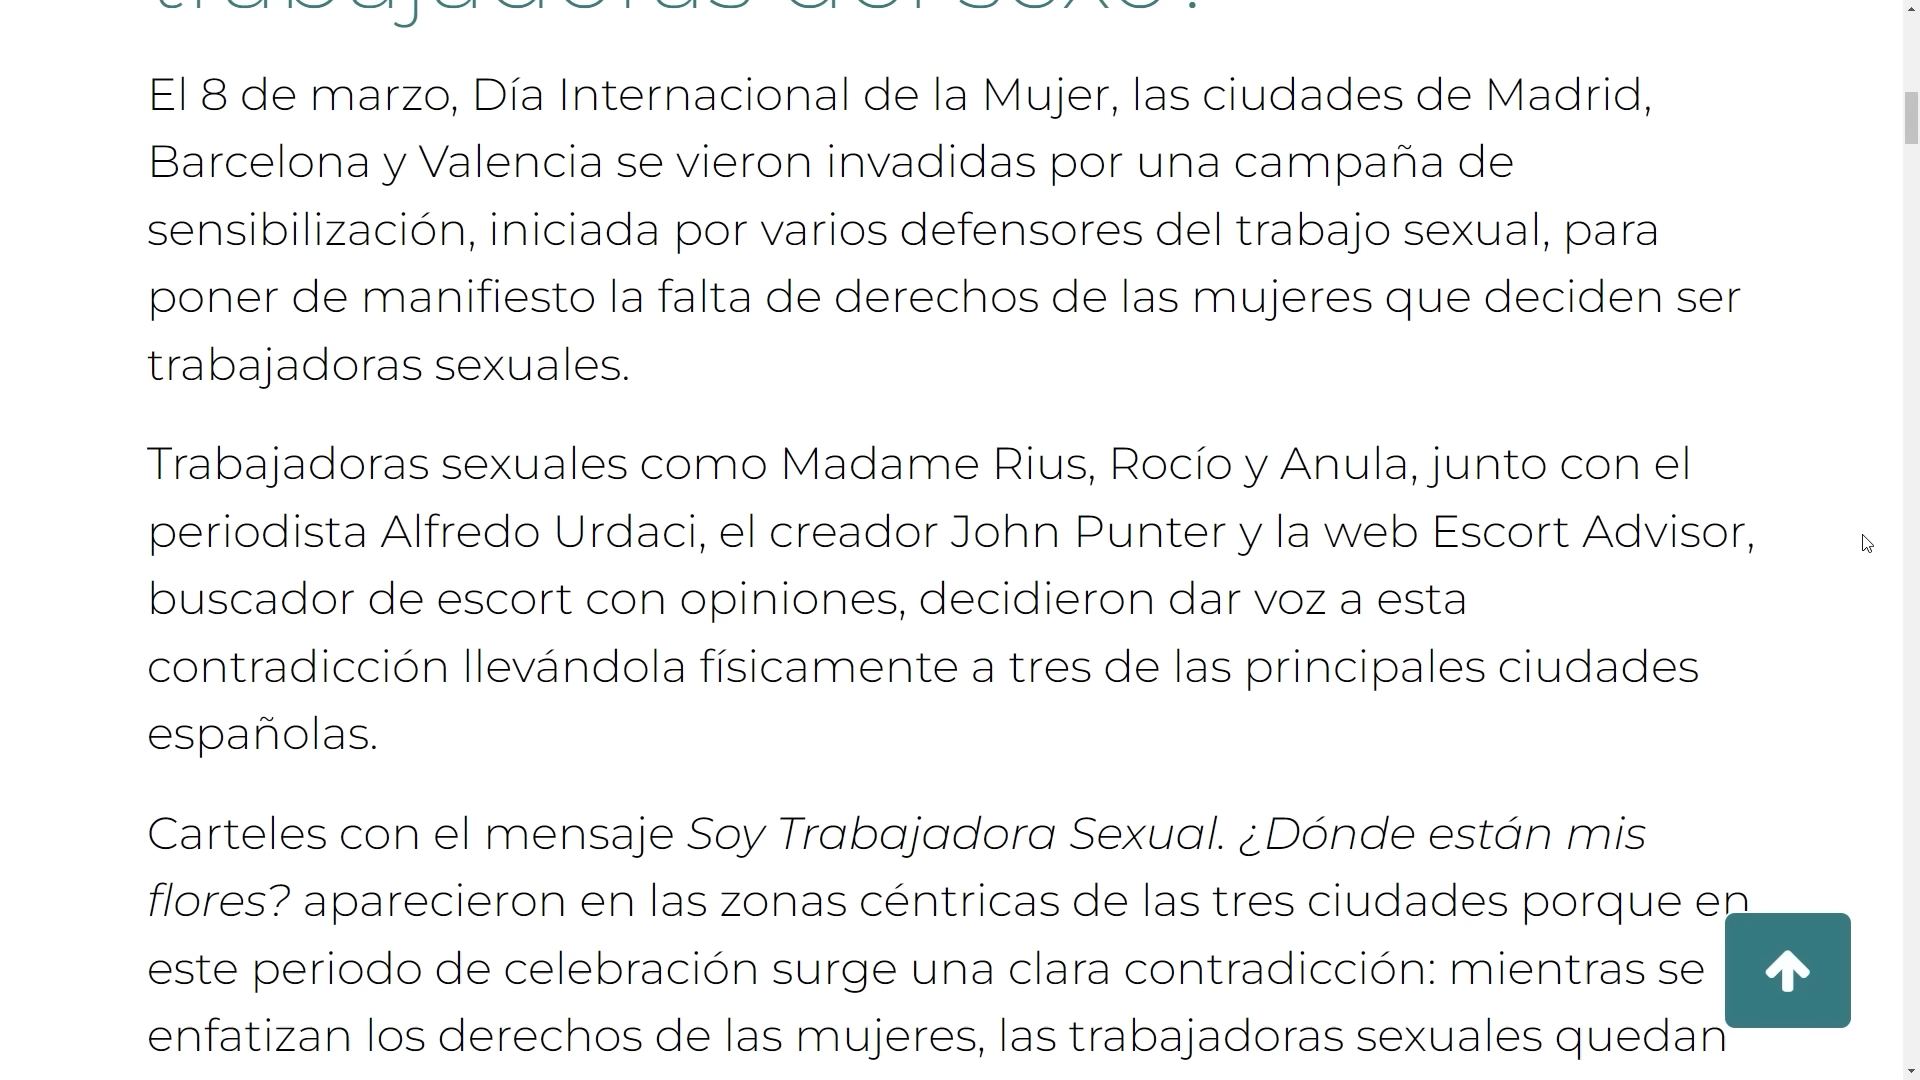 trabajadoras del sexo?
El 8 de marzo, Día Internacional de la Mujer, las ciudades de Madrid,
Barcelona y Valencia se vieron invadidas por una campaña de
sensibilización, iniciada por varios defensores del trabajo sexual, para
poner de manifiesto la falta de derechos de las mujeres que deciden ser
trabajadoras sexuales.
Trabajadoras sexuales como Madame Rius, Rocío y Anula, junto con el
periodista Alfredo Urdaci, el creador John Punter y la web Escort Advisor,
buscador de escort con opiniones, decidieron dar voz a esta
contradicción llevándola físicamente a tres de las principales ciudades
españolas.
Carteles con el mensaje Soy Trabajadora Sexual. ¿Dónde están mis
flores? aparecieron en las zonas céntricas de las tres ciudades porque en
este periodo de celebración surge una clara contradicción: mientras se
enfatizan los derechos de las mujeres, las trabajadoras sexuales quedan